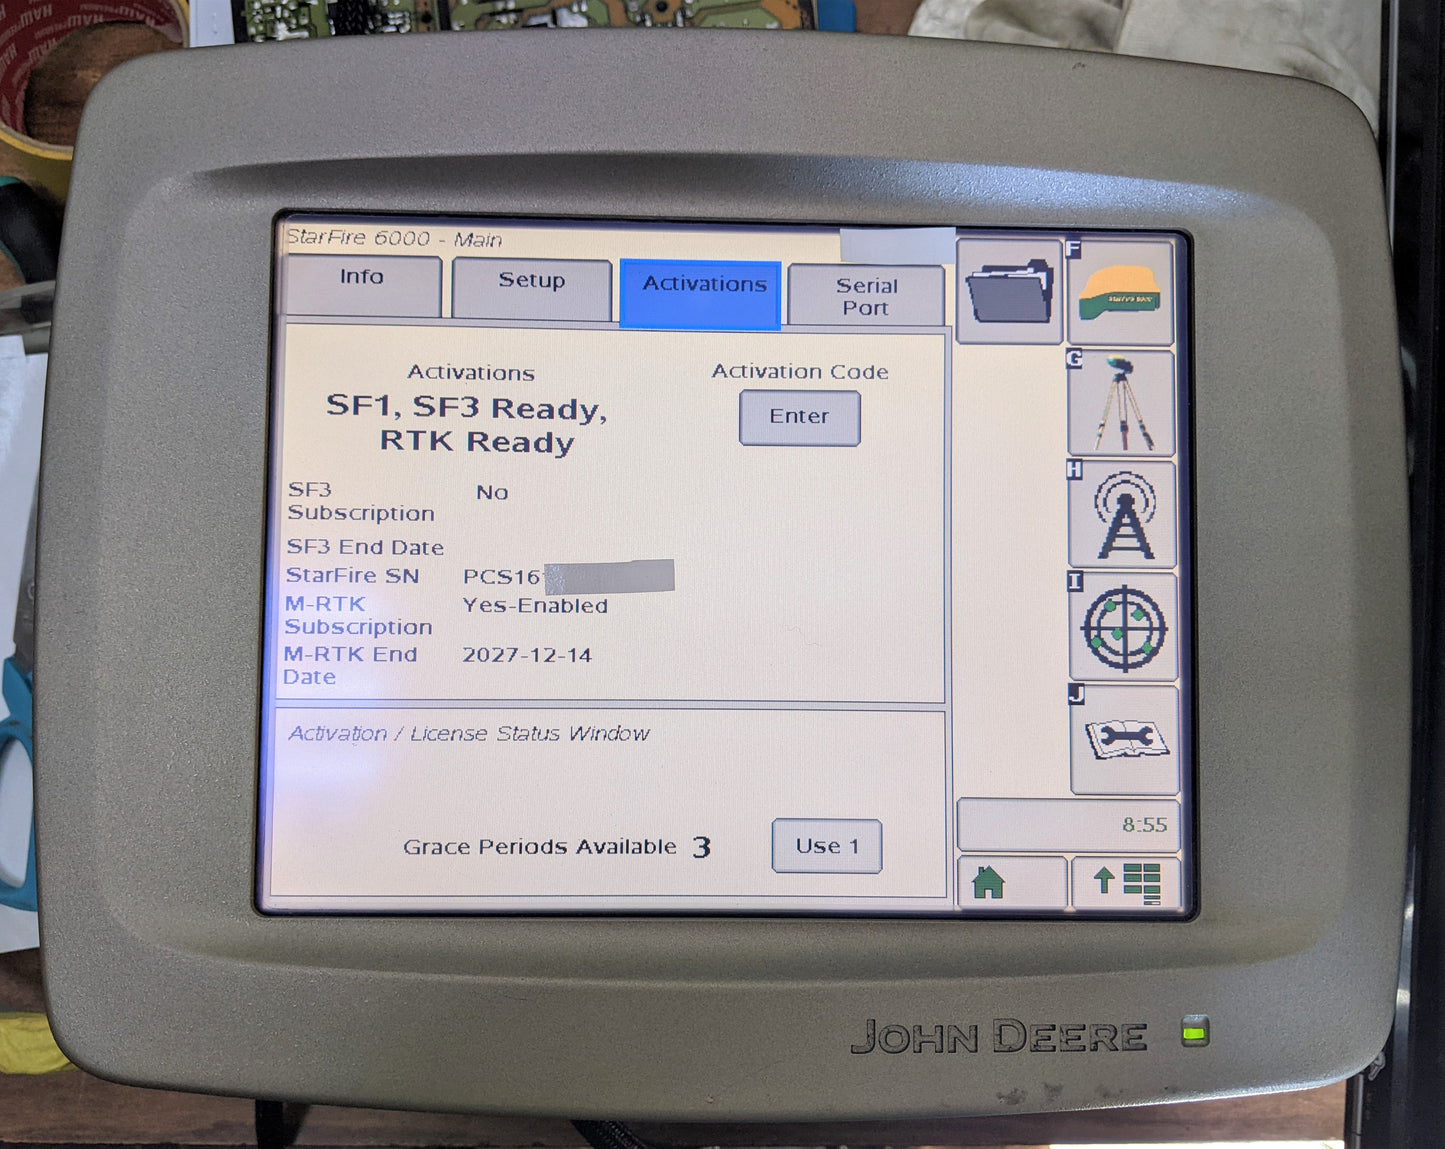 StarFire 6000 - Main
Info
Setup
Activations
Serial
Port
F
Activations
Activation Code
SF1, SF3 Ready,
RTK Ready
Enter
G
SF3
Subscription
No
H
SF3 End Date
StarFire SN
PCS16
I
M-RTK
Subscription
Yes-Enabled
M-RTK End
Date
2027-12-14
J
Activation / License Status Window
8:55
Grace Periods Available 3
Use 1
JOHN DEERE